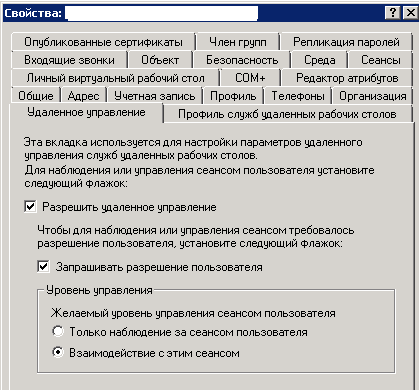 Свойства:
Опубликованные сертификаты Член групп Репликация паролей
Входящие звонки Объект Безопасность Среда Сеансы
Личный виртуальный рабочий стол COM+ Редактор атрибутов
Общие Адрес Учетная запись Профиль Телефоны Организация
Удаленное управление Профиль служб удаленных рабочих столов
Эта вкладка используется для настройки параметров удаленного
управления служб удаленных рабочих столов.
Для наблюдения или управления сеансом пользователя установите
следующий флажок:
Разрешить удаленное управление
Чтобы для наблюдения или управления сеансом требовалось
разрешение пользователя, установите следующий флажок:
Запрашивать разрешение пользователя
Уровень управления
Желаемый уровень управления сеансом пользователя
Только наблюдение за сеансом пользователя
Взаимодействие с этим сеансом